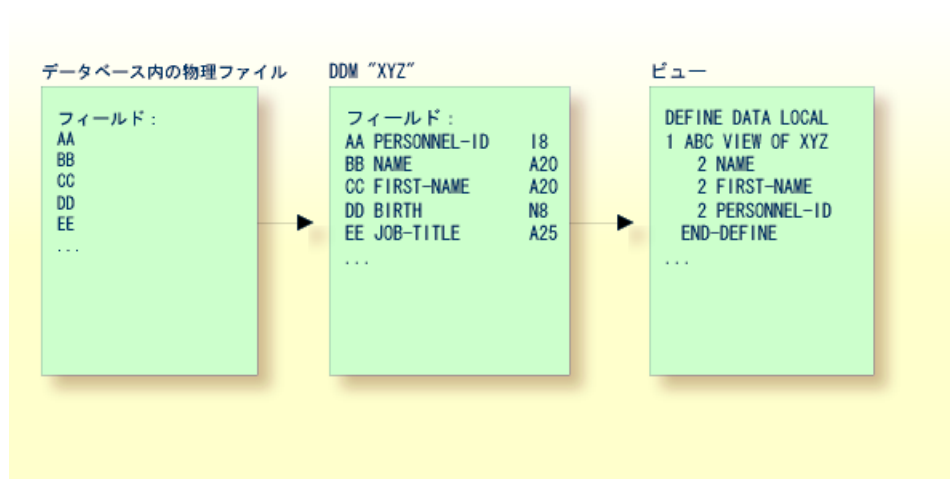 データベース内の物理ファイル
フィールド：
AA
BB
CC
DD
EE
...
DDM "XYZ"
フィールド：
AA PERSONNEL-ID I8
BB NAME A20
CC FIRST-NAME A20
DD BIRTH N8
EE JOB-TITLE A25
...
ビュー
DEFINE DATA LOCAL
1 ABC VIEW OF XYZ
2 NAME
2 FIRST-NAME
2 PERSONNEL-ID
END-DEFINE
...